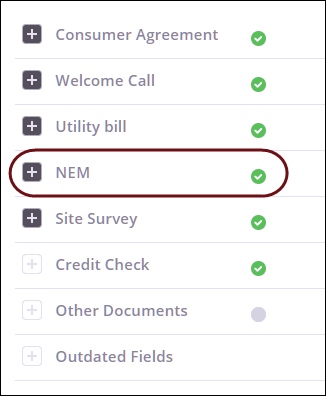 Consumer Agreement
Welcome Call
Utility bill
NEM
Site Survey
Credit Check
Other Documents
Outdated Fields